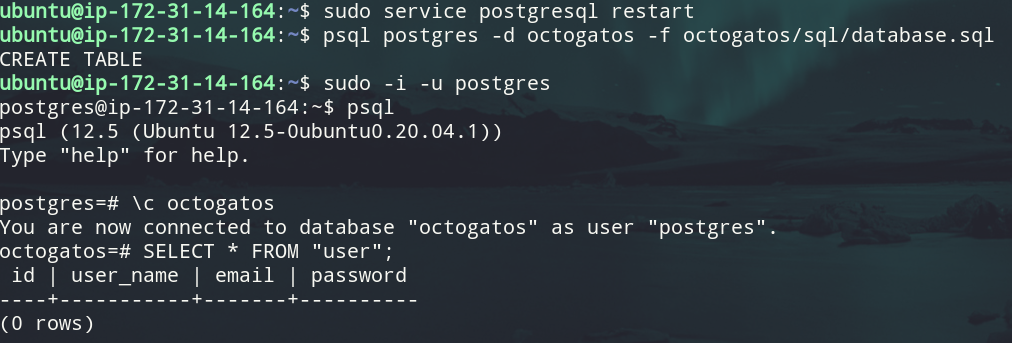 ubuntu@ip-172-31-14-164:~$ sudo service postgresql restart
ubuntu@ip-172-31-14-164:~$ psql postgres -d octogatos -f octogatos/sql/database.sql
CREATE TABLE
ubuntu@ip-172-31-14-164:~$ sudo -i -u postgres
postgres@ip-172-31-14-164:~$ psql
psql (12.5 (Ubuntu 12.5-0ubuntu0.20.04.1))
Type "help" for help.
postgres=# \c octogatos
You are now connected to database "octogatos" as user "postgres".
octogatos=# SELECT * FROM "user";
 id | user_name | email | password
----+-----------+-------+----------
(0 rows)